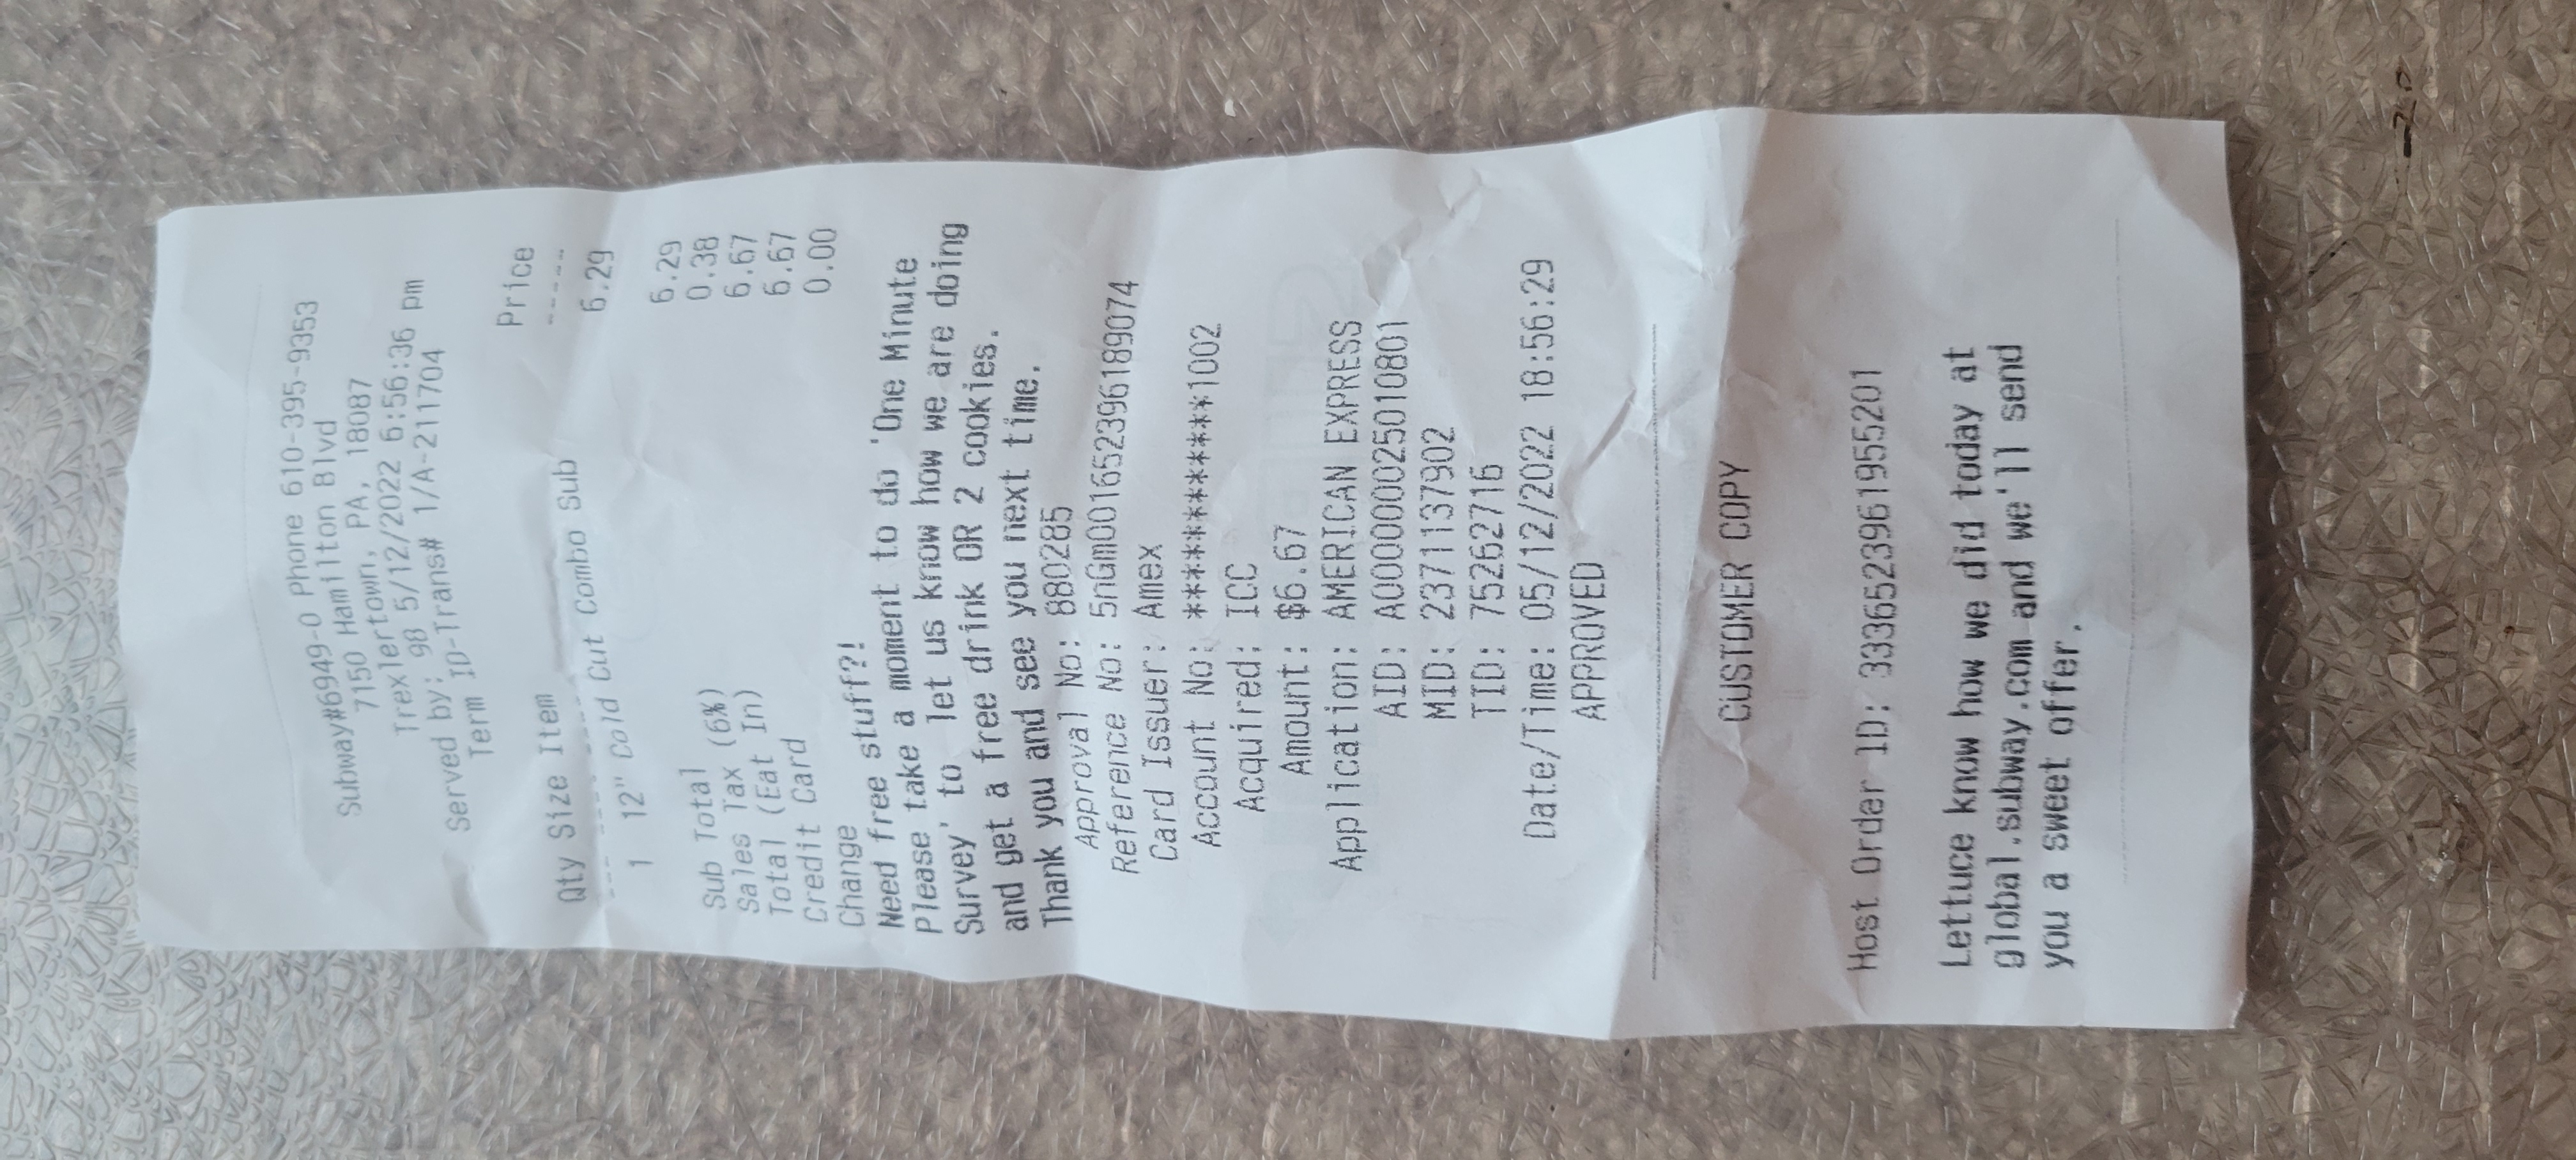 Subway#6949-0 Phone 610-395-9353
7150 Hamilton Blvd
Trexlertown, PA, 18087
Served by: 98 5/12/2022 6:56:36 pm
Term ID-Trans# 1/A-211704
Qty Size Item Price
--- ---- ---- -----
1 12" Cold Cut Combo Sub 6.29
Sub Total 6.29
Sales Tax (6%) 0.38
Total (Eat In) 6.67
Credit Card 6.67
Change 0.00
Need free stuff?!
Please take a moment to do 'One Minute
Survey' to let us know how we are doing
and get a free drink OR 2 cookies.
Thank you and see you next time.
Approval No: 880285
Reference No: 5nGm001652396189074
Card Issuer: Amex
Account No: ***********1002
Acquired: ICC
Amount: $6.67
Application: AMERICAN EXPRESS
AID: A000000025010801
MID: 2371137902
TID: 75262716
Date/Time: 05/12/2022 18:56:29
APPROVED
CUSTOMER COPY
Host Order ID: 3336523961955201
Lettuce know how we did today at
global.subway.com and we'll send
you a sweet offer.